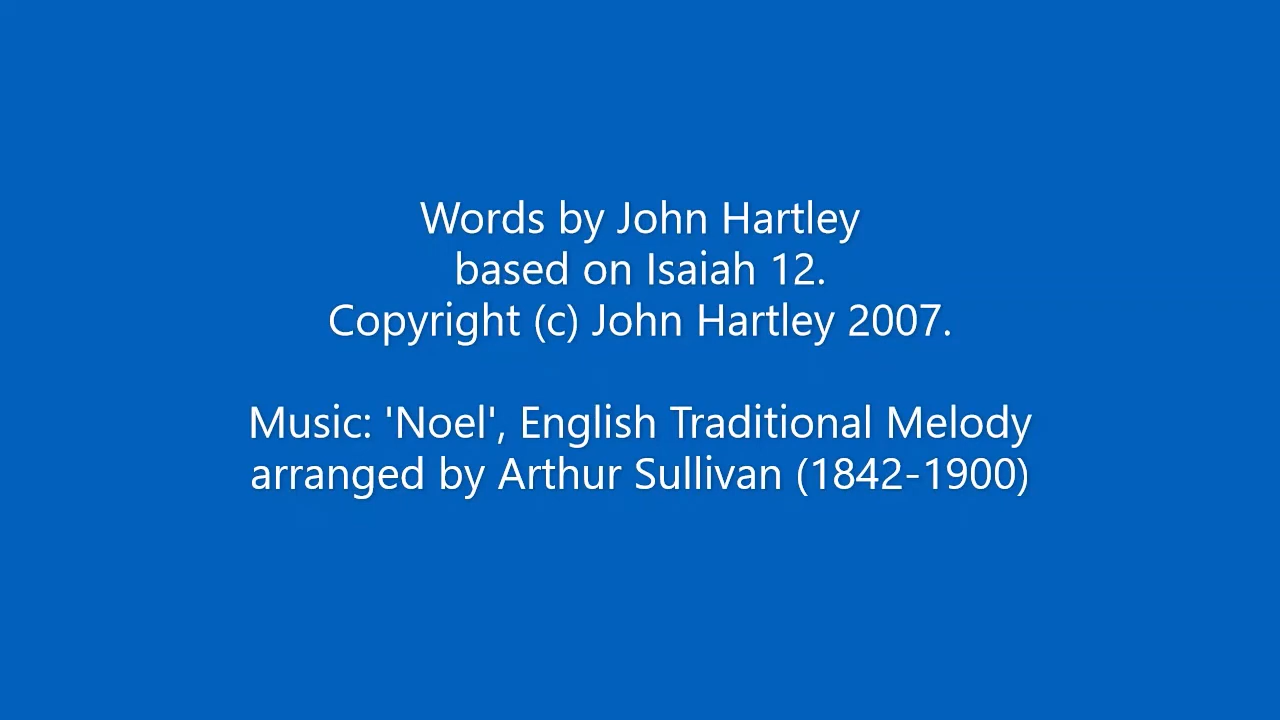 Words by John Hartley
based on Isaiah 12.
Copyright (c) John Hartley 2007.
Music: 'Noel', English Traditional Melody
arranged by Arthur Sullivan (1842-1900)